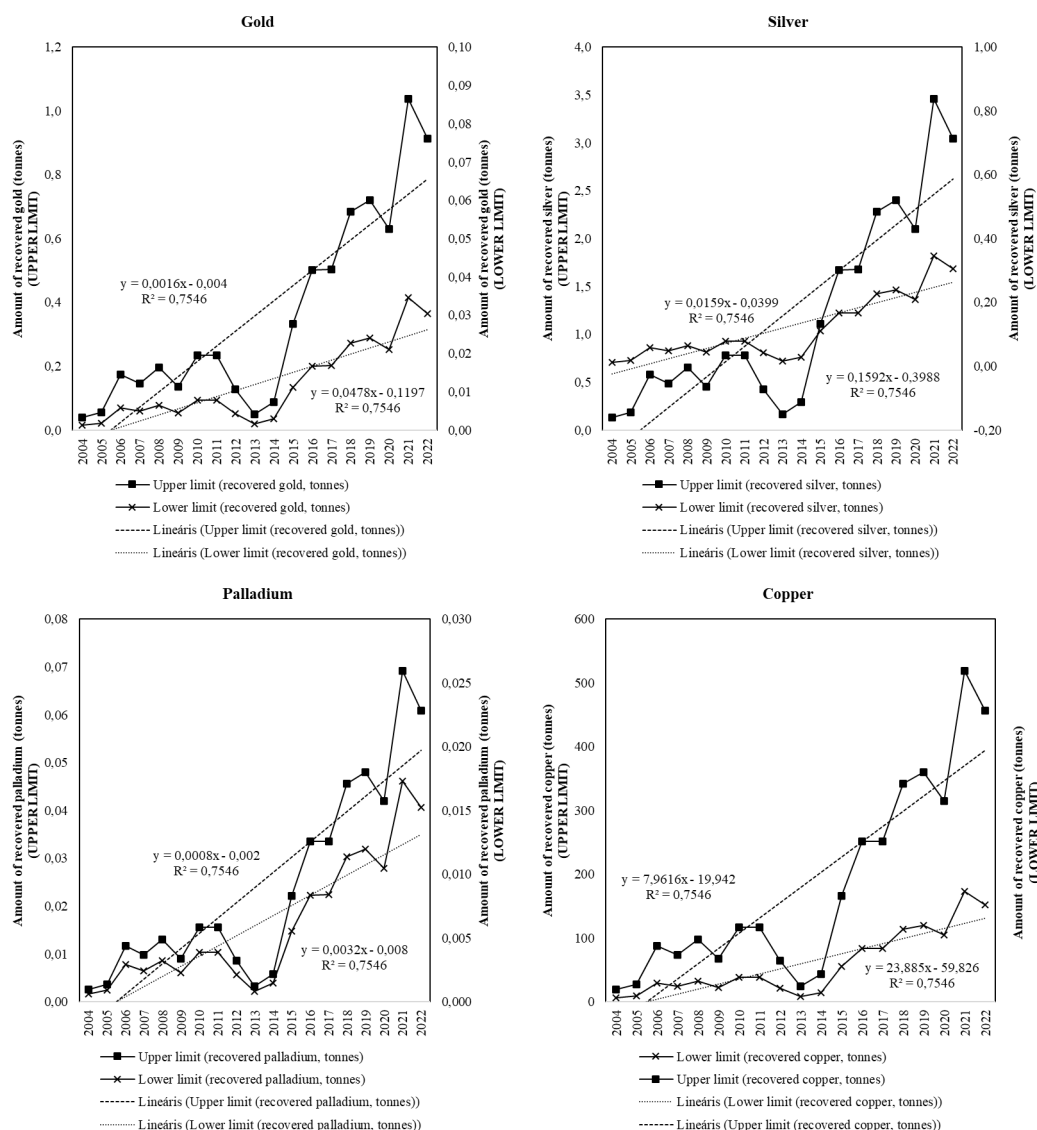 Gold
Amount of recovered gold (tonnes)
(UPPER LIMIT)
1,2
1,0
0,8
0,6
0,4
0,2
0,0
0,10
0,09
0,08
0,07
0,06
0,05
0,04
0,03
0,02
0,01
0,00
Amount of recovered gold (tonnes)
(LOWER LIMIT)
y = 0,0016x - 0,004
R² = 0,7546
y = 0,0478x - 0,1197
R² = 0,7546
2004
2005
2006
2007
2008
2009
2010
2011
2012
2013
2014
2015
2016
2017
2018
2019
2020
2021
2022
Upper limit (recovered gold, tonnes)
Lower limit (recovered gold, tonnes)
Lineáris (Upper limit (recovered gold, tonnes))
Lineáris (Lower limit (recovered gold, tonnes))
Silver
Amount of recovered silver (tonnes)
(UPPER LIMIT)
4,0
3,5
3,0
2,5
2,0
1,5
1,0
0,5
0,0
1,00
0,80
0,60
0,40
0,20
0,00
-0,20
Amount of recovered silver (tonnes)
(LOWER LIMIT)
y = 0,0159x - 0,0399
R² = 0,7546
y = 0,1592x - 0,3988
R² = 0,7546
2004
2005
2006
2007
2008
2009
2010
2011
2012
2013
2014
2015
2016
2017
2018
2019
2020
2021
2022
Upper limit (recovered silver, tonnes)
Lower limit (recovered silver, tonnes)
Lineáris (Upper limit (recovered silver, tonnes))
Lineáris (Lower limit (recovered silver, tonnes))
Palladium
Amount of recovered palladium (tonnes)
(UPPER LIMIT)
0,08
0,07
0,06
0,05
0,04
0,03
0,02
0,01
0,00
0,030
0,025
0,020
0,015
0,010
0,005
0,000
Amount of recovered palladium (tonnes)
(LOWER LIMIT)
y = 0,0008x - 0,002
R² = 0,7546
y = 0,0032x - 0,008
R² = 0,7546
2004
2005
2006
2007
2008
2009
2010
2011
2012
2013
2014
2015
2016
2017
2018
2019
2020
2021
2022
Upper limit (recovered palladium, tonnes)
Lower limit (recovered palladium, tonnes)
Lineáris (Upper limit (recovered palladium, tonnes))
Lineáris (Lower limit (recovered palladium, tonnes))
Copper
Amount of recovered copper (tonnes)
(UPPER LIMIT)
600
500
400
300
200
100
0
Amount of recovered copper (tonnes)
(LOWER LIMIT)
y = 7,9616x - 19,942
R² = 0,7546
y = 23,885x - 59,826
R² = 0,7546
2004
2005
2006
2007
2008
2009
2010
2011
2012
2013
2014
2015
2016
2017
2018
2019
2020
2021
2022
Lower limit (recovered copper, tonnes)
Upper limit (recovered copper, tonnes)
Lineáris (Lower limit (recovered copper, tonnes))
Lineáris (Upper limit (recovered copper, tonnes))